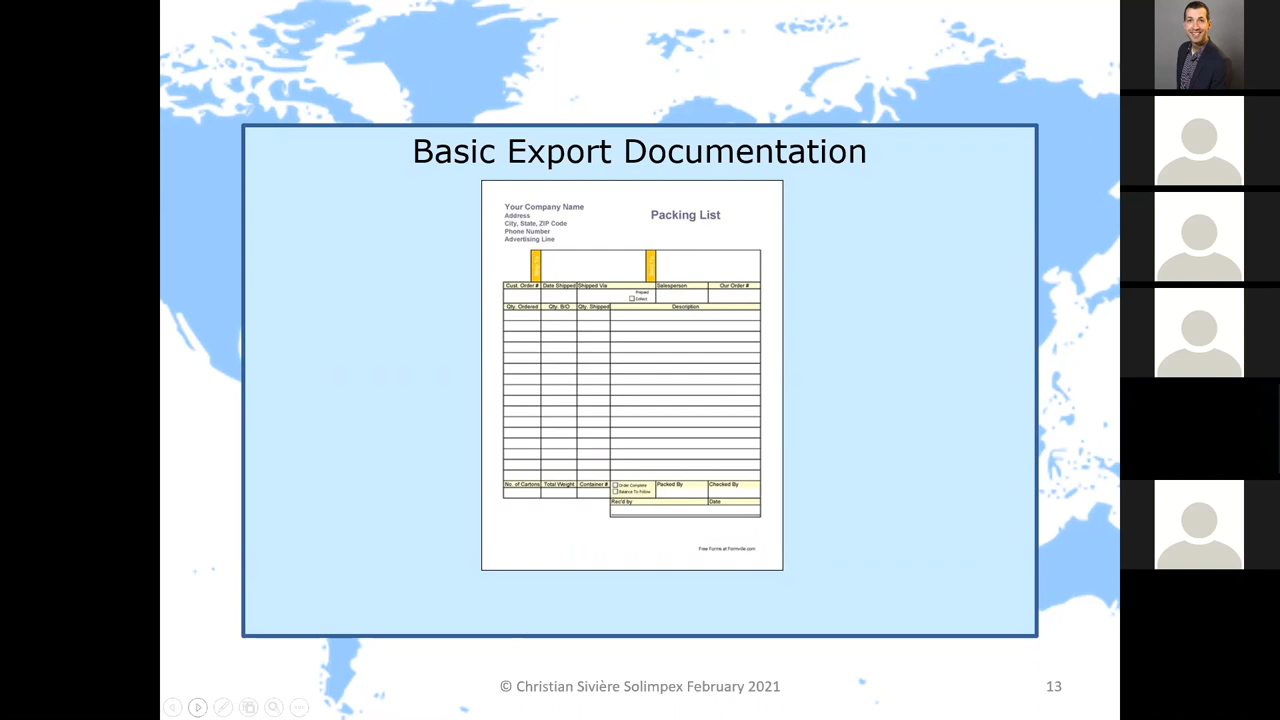 Basic Export Documentation
Your Company Name
Packing List
Address
City, State, ZIP Code
Phone Number
Advertising Line
Cust. Order # Date Shipped Shipped Via Salesperson Our Order #
Prepaid
Collect
Qty. Ordered Qty. B/O Qty. Shipped Description
No. of Cartons Total Weight Container # Order Complete Packed By Checked By
Balance To Follow
Rec'd by Date
Free Forms at Formville.com
© Christian Sivière Solimpex February 2021
13